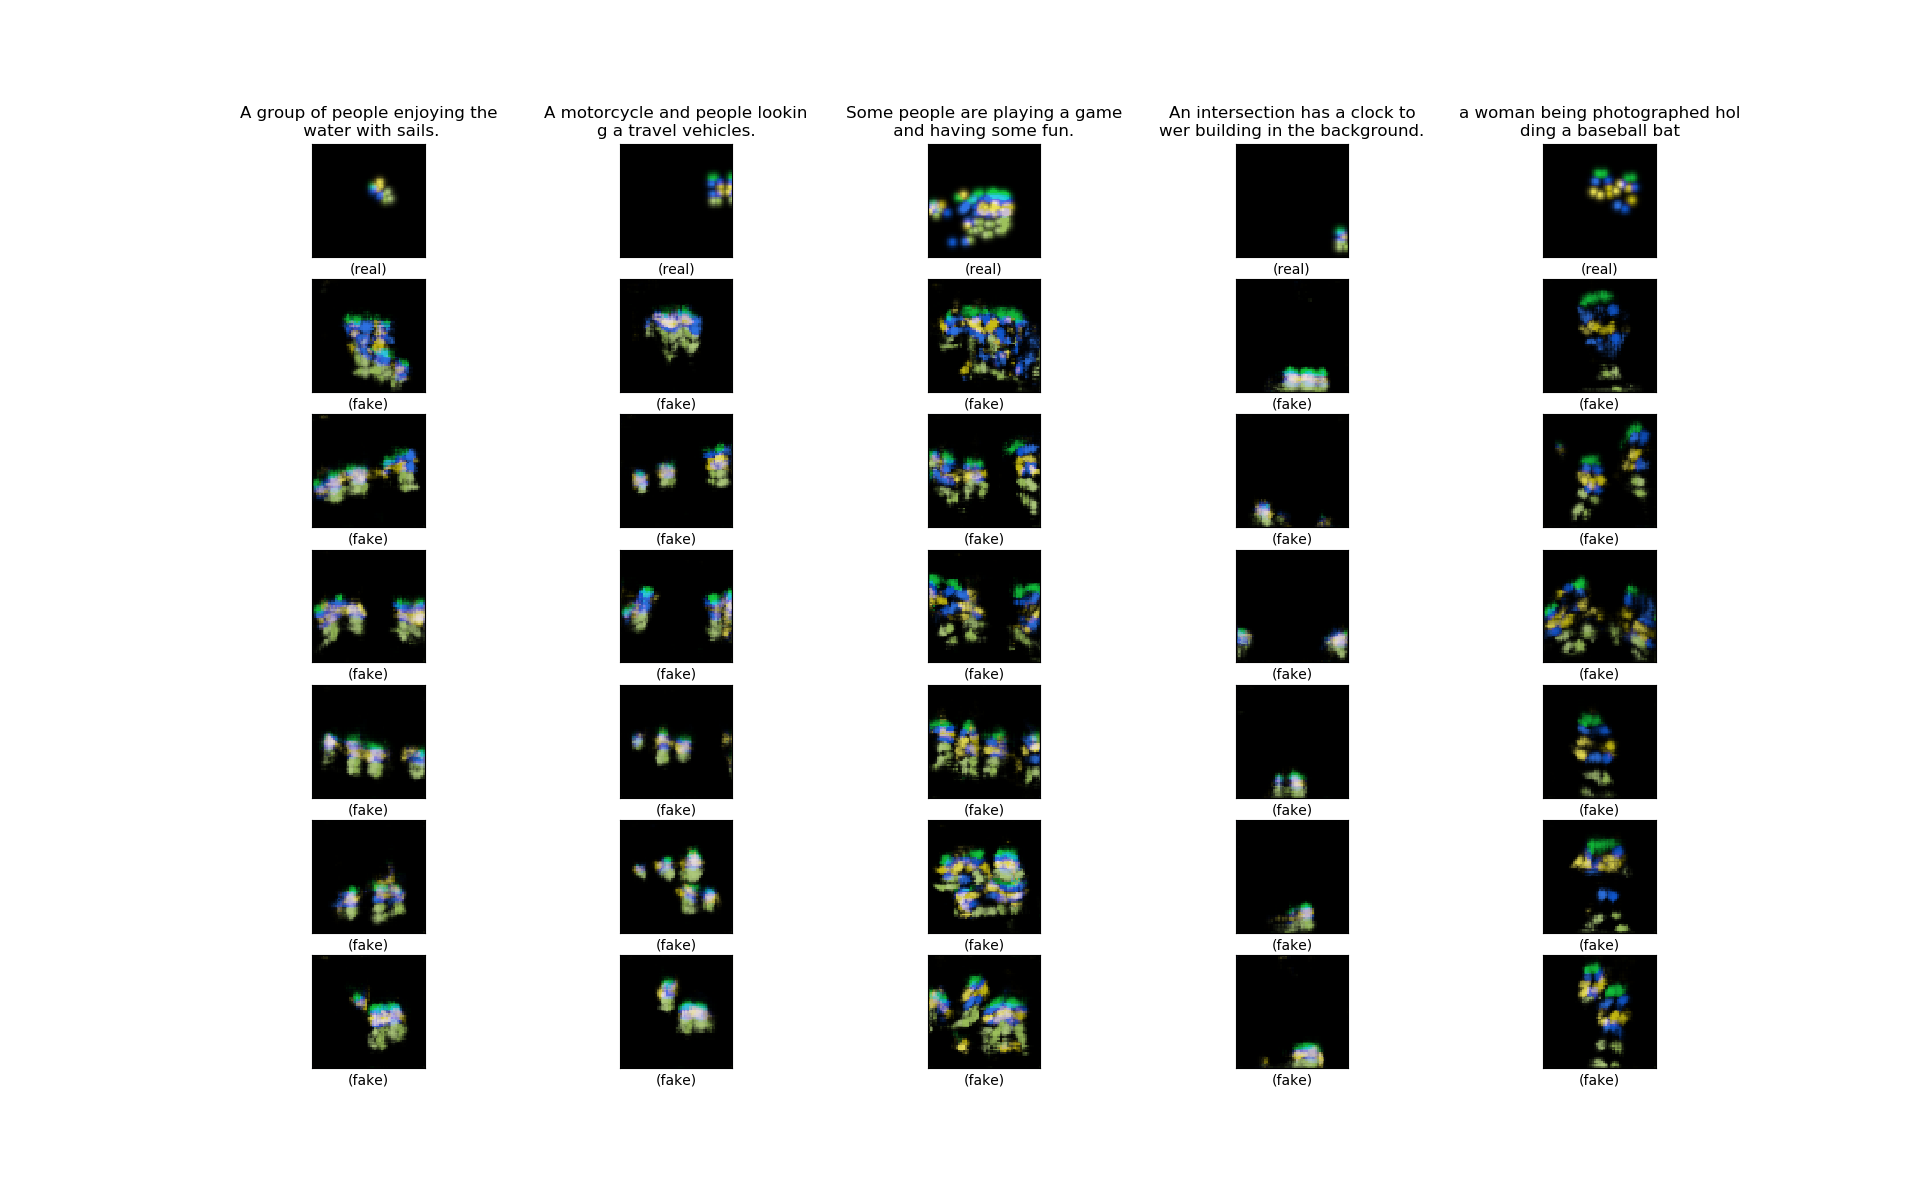 A group of people enjoying the
water with sails.
A motorcycle and people lookin
g a travel vehicles.
Some people are playing a game
and having some fun.
An intersection has a clock to
wer building in the background.
a woman being photographed hol
ding a baseball bat
(real) (real) (real) (real) (real)
(fake) (fake) (fake) (fake) (fake)
(fake) (fake) (fake) (fake) (fake)
(fake) (fake) (fake) (fake) (fake)
(fake) (fake) (fake) (fake) (fake)
(fake) (fake) (fake) (fake) (fake)
(fake) (fake) (fake) (fake) (fake)